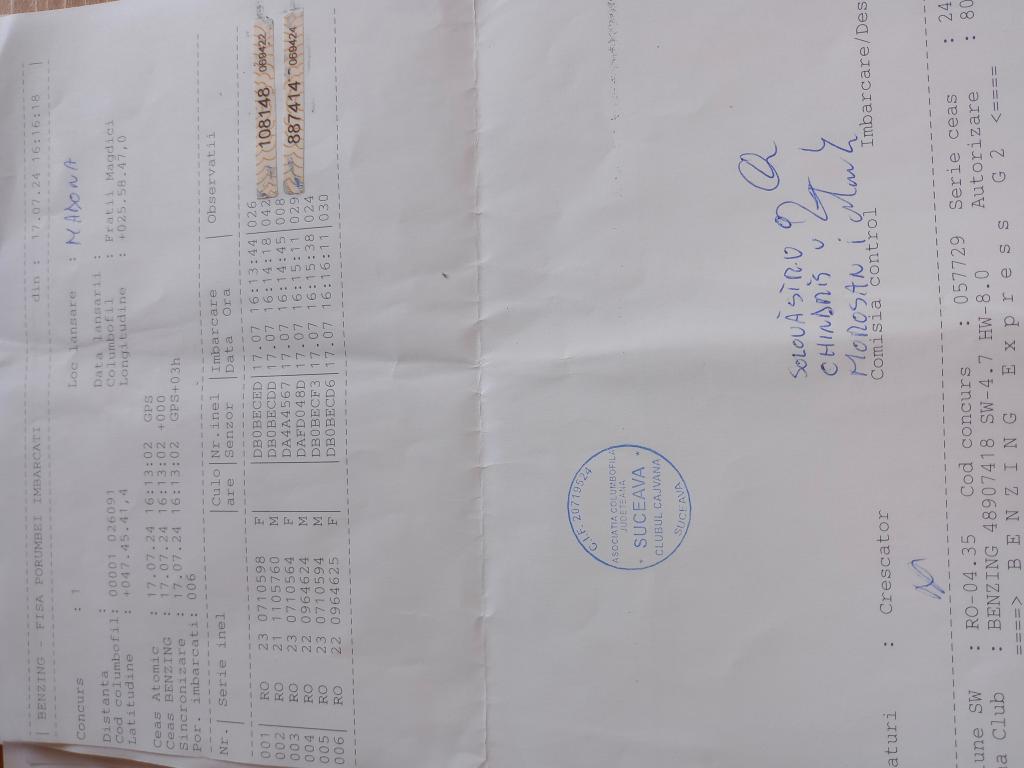 | BENZING - FISA PORUMBEI IMBARCATI din : 17.07.24 16:16:18 |
Concurs : 1 Loc lansare : MADONA
Distanta : Data lansarii :
Cod columbofil: 00001 036091 Columbofil : Fratii Magdici
Latitudine : +047.45.41,4 Longitudine : +025.58.47,0
Ceas Atomic : 17.07.24 16:13:02 GPS
Ceas BENZING : 17.07.24 16:13:02 +000
Sincronizare : 17.07.24 16:13:02 GPS+03h
Por. imbarcati: 006
Nr.| Serie inel |Culo|Nr.inel |Imbarcare | Observatii
|are |Senzor |Data Ora |
001| RO 23 0710598 F| |DB0BECED|17.07 16:13:44|026
002| RO 21 1105760 M| |DB0BECDD|17.07 16:14:18|042
003| RO 23 0710564 F| |DA4A4567|17.07 16:14:45|028
004| RO 22 0964624 M| |DAFD048D|17.07 16:15:11|029
005| RO 23 0710594 M| |DB0BECF3|17.07 16:15:38|024
006| RO 22 0964625 F| |DB0BECD6|17.07 16:16:11|030
108148 069422
887414 069424
C.I.F. 20719524
ASOCIATIA COLUMBOFILA
JUDETEANA
* SUCEAVA *
CLUBUL CAJVANA
SUCEAVA
CHINDRIS V
MOROSAN i
aturi : Crescator Comisia control Imbarcare/Des
une SW : RO-04.35 Cod concurs : 057729 Serie ceas : 24
a Club : BENZING 48907418 SW-4.7 HW-8.0 Autorizare : 80
====> B E N Z I N G E x p r e s s G 2 <====